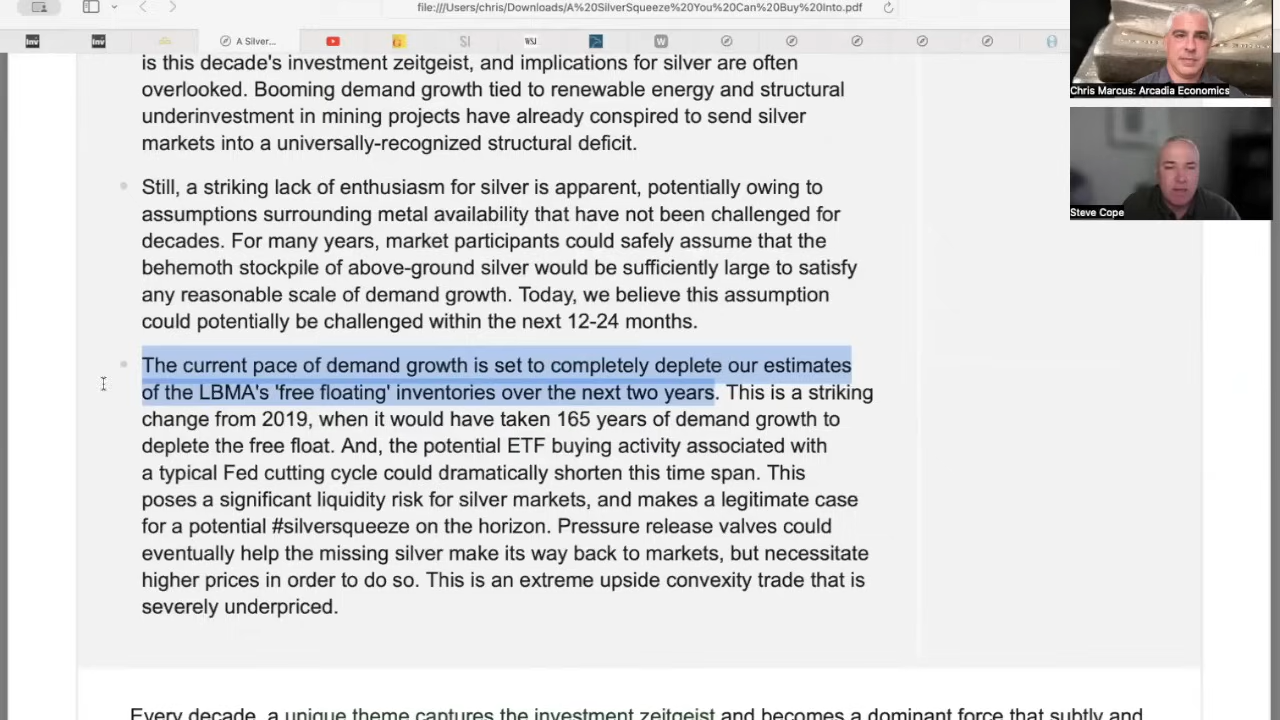 file:///Users/chris/Downloads/A%20SilverSqueeze%20You%20Can%20Buy%20Into.pdf
Inv
Inv
A Silver...
SI
WSJ
W
Chris Marcus: Arcadia Economics
Steve Cope
is this decade's investment zeitgeist, and implications for silver are often
overlooked. Booming demand growth tied to renewable energy and structural
underinvestment in mining projects have already conspired to send silver
markets into a universally-recognized structural deficit.
Still, a striking lack of enthusiasm for silver is apparent, potentially owing to
assumptions surrounding metal availability that have not been challenged for
decades. For many years, market participants could safely assume that the
behemoth stockpile of above-ground silver would be sufficiently large to satisfy
any reasonable scale of demand growth. Today, we believe this assumption
could potentially be challenged within the next 12-24 months.
The current pace of demand growth is set to completely deplete our estimates
of the LBMA's 'free floating' inventories over the next two years. This is a striking
change from 2019, when it would have taken 165 years of demand growth to
deplete the free float. And, the potential ETF buying activity associated with
a typical Fed cutting cycle could dramatically shorten this time span. This
poses a significant liquidity risk for silver markets, and makes a legitimate case
for a potential #silversqueeze on the horizon. Pressure release valves could
eventually help the missing silver make its way back to markets, but necessitate
higher prices in order to do so. This is an extreme upside convexity trade that is
severely underpriced.
Every decade, a unique theme captures the investment zeitgeist and becomes a dominant force that subtly and